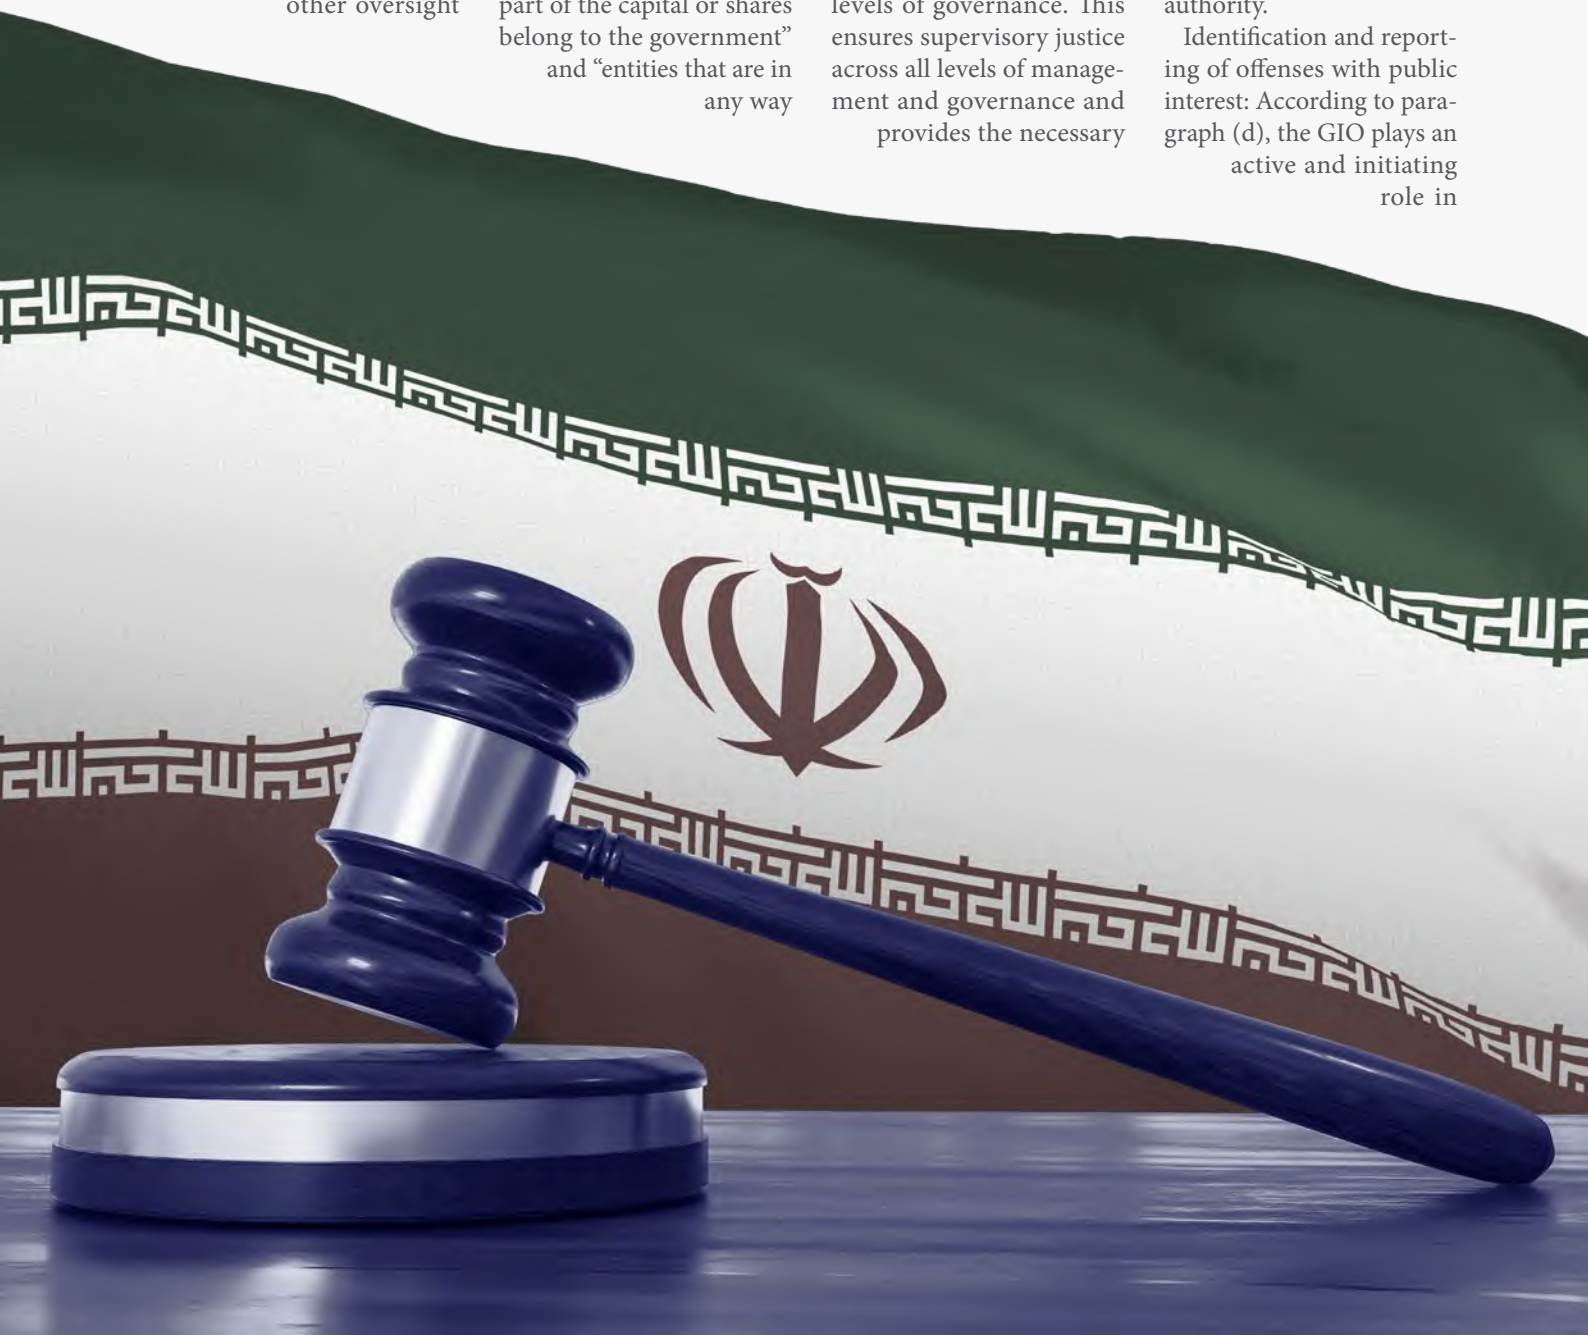 other oversight
part of the capital or shares
belong to the government”
and “entities that are in
any way
levels of governance. This
ensures supervisory justice
across all levels of manage-
ment and governance and
provides the necessary
authority.
Identification and report-
ing of offenses with public
interest: According to para-
graph (d), the GIO plays an
active and initiating
role in